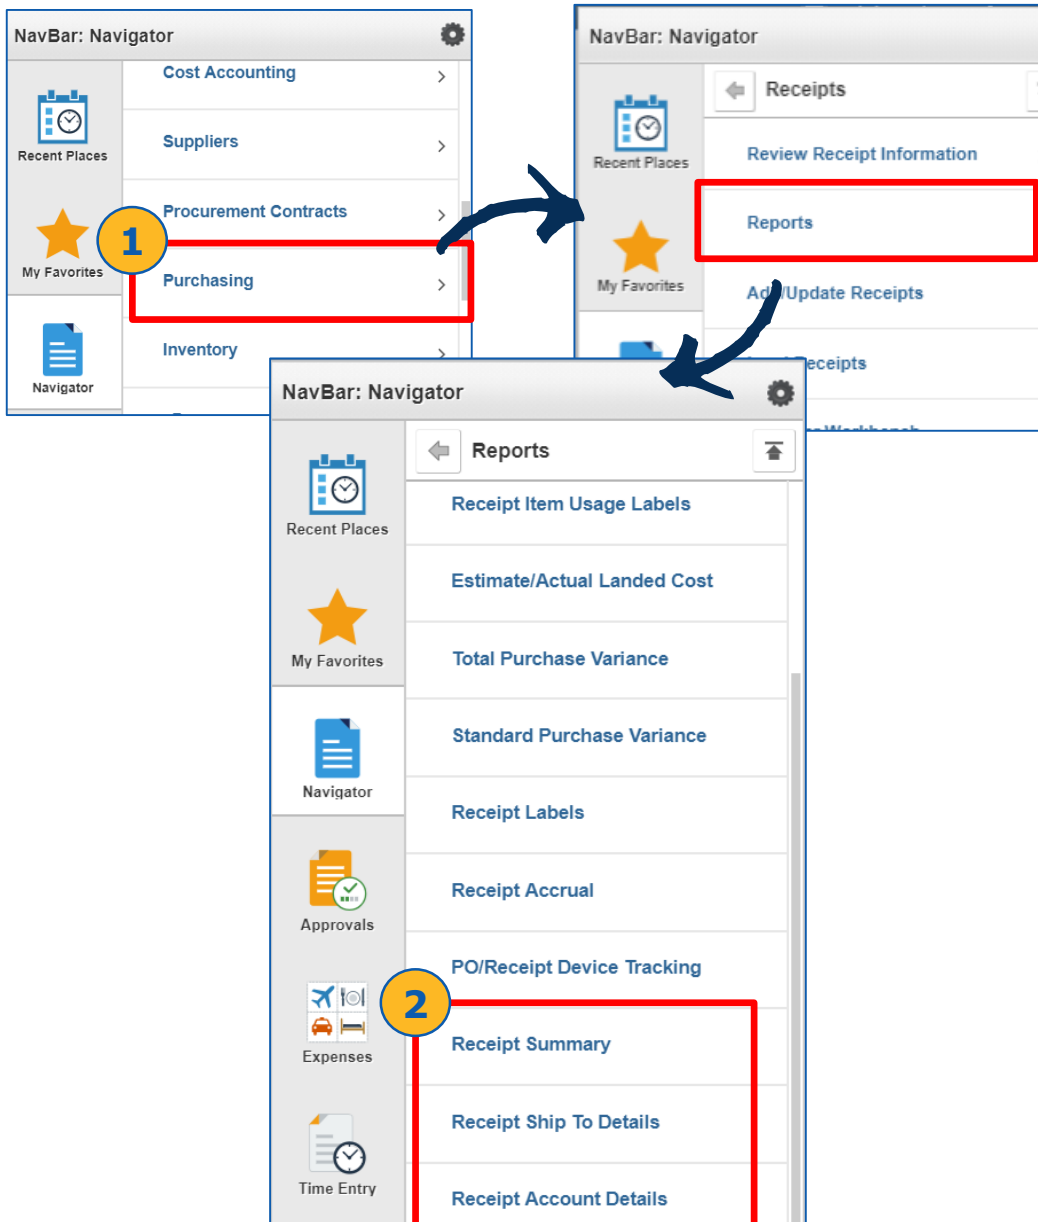 NavBar: Navigator
Cost Accounting
Recent Places
Suppliers
Procurement Contracts
1
My Favorites
Purchasing
Inventory
Navigator
NavBar: Navigator
Receipts
Recent Places
Review Receipt Information
Reports
My Favorites
Add/Update Receipts
Receipts
NavBar: Navigator
Reports
Recent Places
Receipt Item Usage Labels
Estimate/Actual Landed Cost
My Favorites
Total Purchase Variance
Standard Purchase Variance
Navigator
Receipt Labels
Receipt Accrual
Approvals
PO/Receipt Device Tracking
2
Receipt Summary
Expenses
Receipt Ship To Details
Time Entry
Receipt Account Details